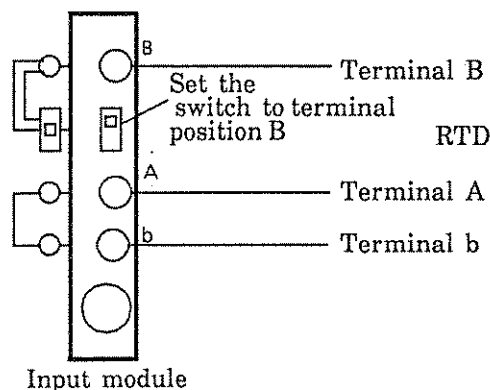 B
Terminal B
Set the
switch to terminal
position B
RTD
A
Terminal A
b
Terminal b
Input module